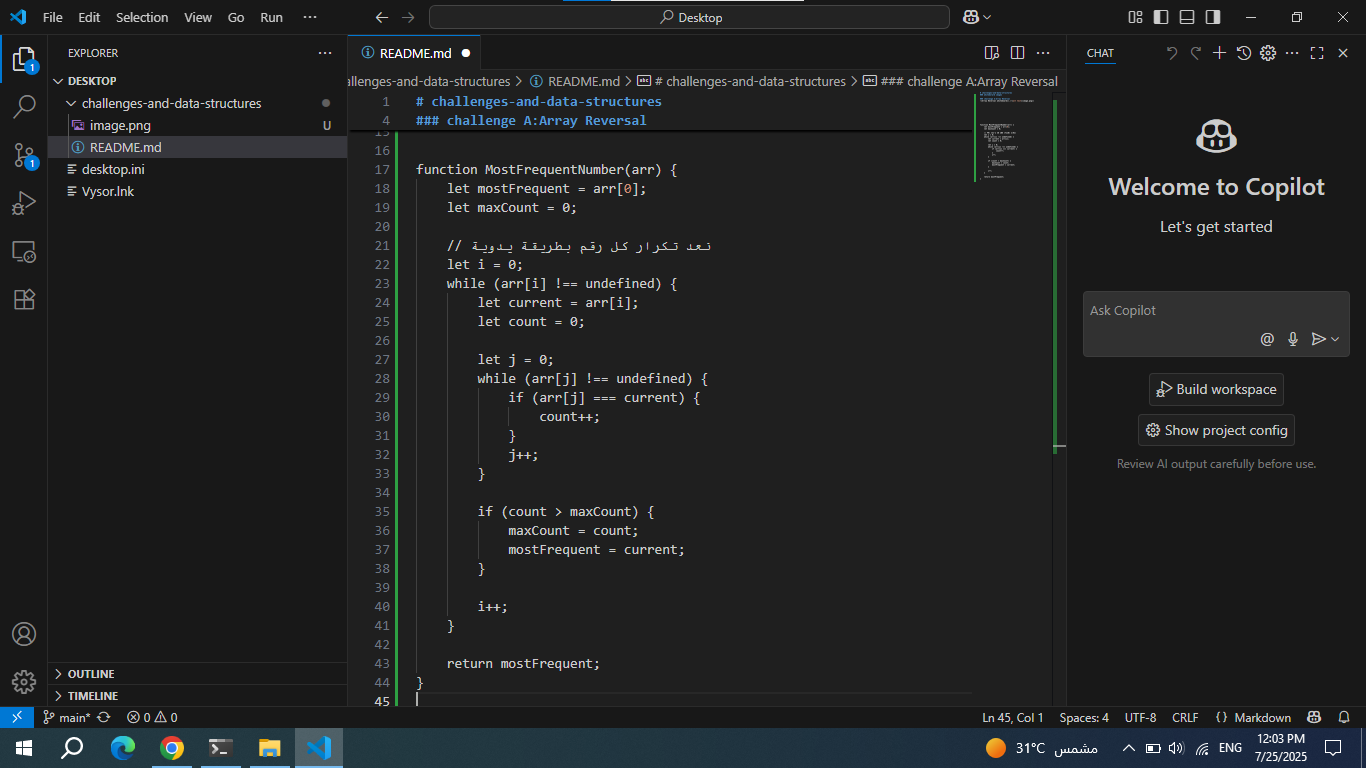 File Edit Selection View Go Run ···
Desktop
EXPLORER
DESKTOP
challenges-and-data-structures
image.png U
README.md
desktop.ini
Vysor.lnk
OUTLINE
TIMELINE
1
1
README.md
allenges-and-data-structures > README.md > # challenges-and-data-structures > ### challenge A:Array Reversal
1 # challenges-and-data-structures
4 ### challenge A:Array Reversal
15
16
17 function MostFrequentNumber(arr) {
18 let mostFrequent = arr[0];
19 let maxCount = 0;
20
21 // نعد تكرار كل رقم بطريقة يدوية
22 let i = 0;
23 while (arr[i] !== undefined) {
24 let current = arr[i];
25 let count = 0;
26
27 let j = 0;
28 while (arr[j] !== undefined) {
29 if (arr[j] === current) {
30 count++;
31 }
32 j++;
33 }
34
35 if (count > maxCount) {
36 maxCount = count;
37 mostFrequent = current;
38 }
39
40 i++;
41 }
42
43 return mostFrequent;
44 }
45
CHAT
Welcome to Copilot
Let's get started
Ask Copilot
@
Build workspace
Show project config
Review AI output carefully before use.
main* 0 0 Ln 45, Col 1 Spaces: 4 UTF-8 CRLF {} Markdown
31°C مشمس ENG 12:03 PM
7/25/2025